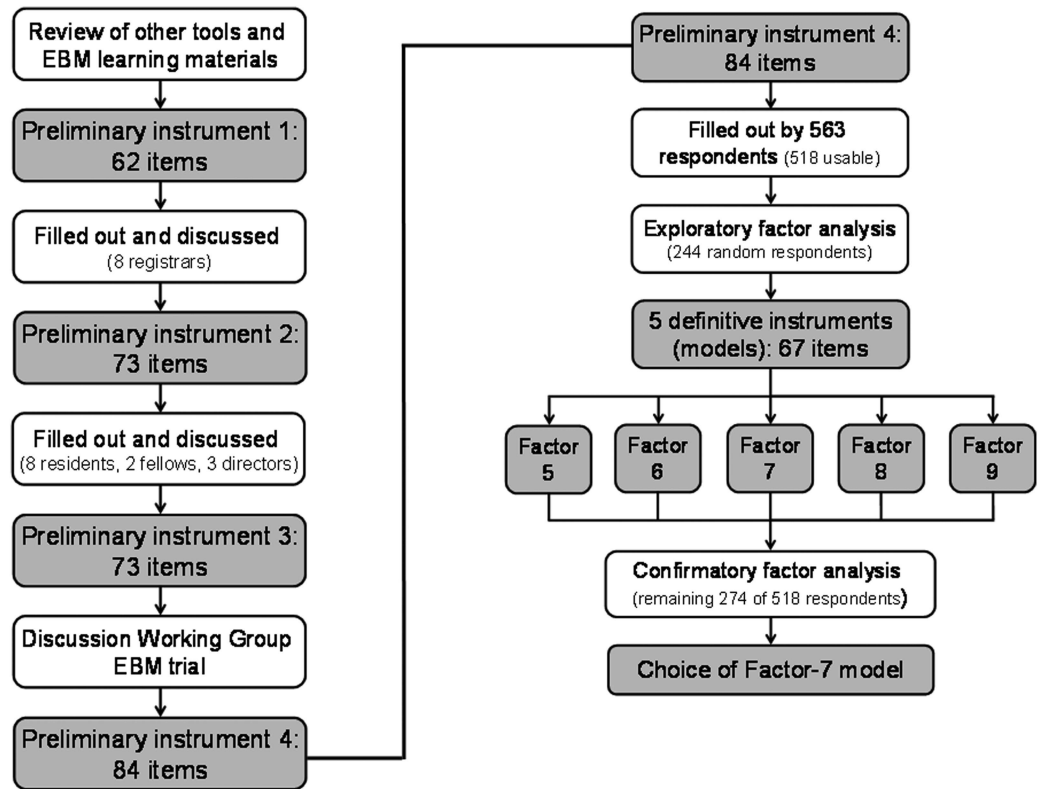 Review of other tools and
EBM learning materials
Preliminary instrument 1:
62 items
Filled out and discussed
(8 registrars)
Preliminary instrument 2:
73 items
Filled out and discussed
(8 residents, 2 fellows, 3 directors)
Preliminary instrument 3:
73 items
Discussion Working Group
EBM trial
Preliminary instrument 4:
84 items
Preliminary instrument 4:
84 items
Filled out by 563
respondents (518 usable)
Exploratory factor analysis
(244 random respondents)
5 definitive instruments
(models): 67 items
Factor
5
Factor
6
Factor
7
Factor
8
Factor
9
Confirmatory factor analysis
(remaining 274 of 518 respondents)
Choice of Factor-7 model